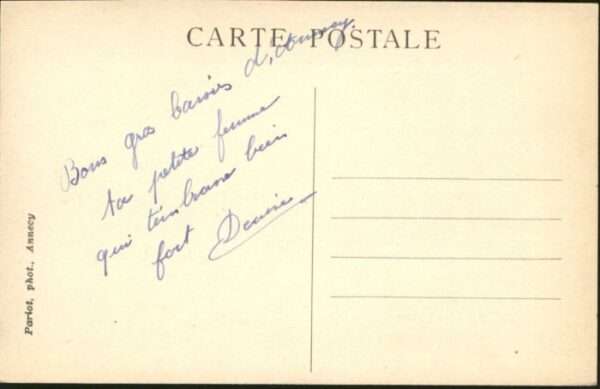 CARTE POSTALE
Bons gros baisers d'Annecy.
ta petite femme
qui t'embrasse bien
fort Denise
Pariot, phot., Annecy